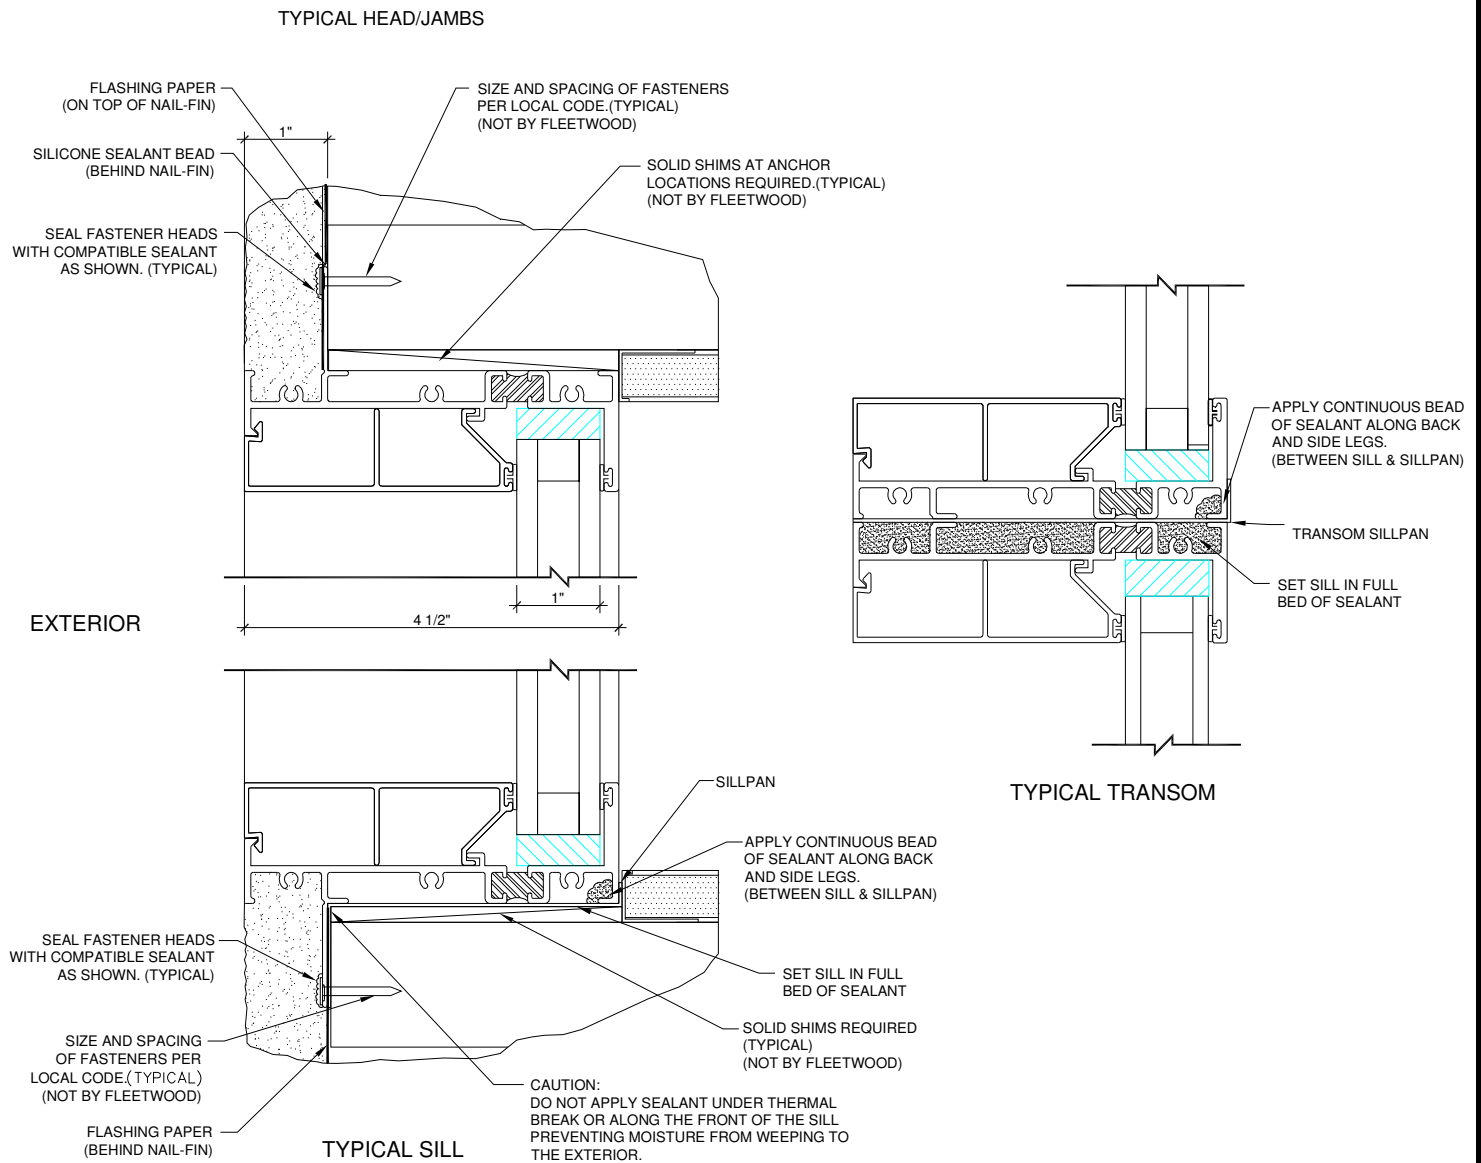 TYPICAL HEAD/JAMBS
FLASHING PAPER
(ON TOP OF NAIL-FIN)
SILICONE SEALANT BEAD
(BEHIND NAIL-FIN)
SEAL FASTENER HEADS
WITH COMPATIBLE SEALANT
AS SHOWN. (TYPICAL)
1"
SIZE AND SPACING OF FASTENERS
PER LOCAL CODE.(TYPICAL)
(NOT BY FLEETWOOD)
SOLID SHIMS AT ANCHOR
LOCATIONS REQUIRED.(TYPICAL)
(NOT BY FLEETWOOD)
EXTERIOR
1"
4 1/2"
APPLY CONTINUOUS BEAD
OF SEALANT ALONG BACK
AND SIDE LEGS.
(BETWEEN SILL & SILLPAN)
TRANSOM SILLPAN
SET SILL IN FULL
BED OF SEALANT
TYPICAL TRANSOM
SILLPAN
APPLY CONTINUOUS BEAD
OF SEALANT ALONG BACK
AND SIDE LEGS.
(BETWEEN SILL & SILLPAN)
SET SILL IN FULL
BED OF SEALANT
SOLID SHIMS REQUIRED
(TYPICAL)
(NOT BY FLEETWOOD)
SEAL FASTENER HEADS
WITH COMPATIBLE SEALANT
AS SHOWN. (TYPICAL)
SIZE AND SPACING
OF FASTENERS PER
LOCAL CODE.(TYPICAL)
(NOT BY FLEETWOOD)
FLASHING PAPER
(BEHIND NAIL-FIN)
CAUTION:
DO NOT APPLY SEALANT UNDER THERMAL
BREAK OR ALONG THE FRONT OF THE SILL
PREVENTING MOISTURE FROM WEEPING TO
THE EXTERIOR.
TYPICAL SILL